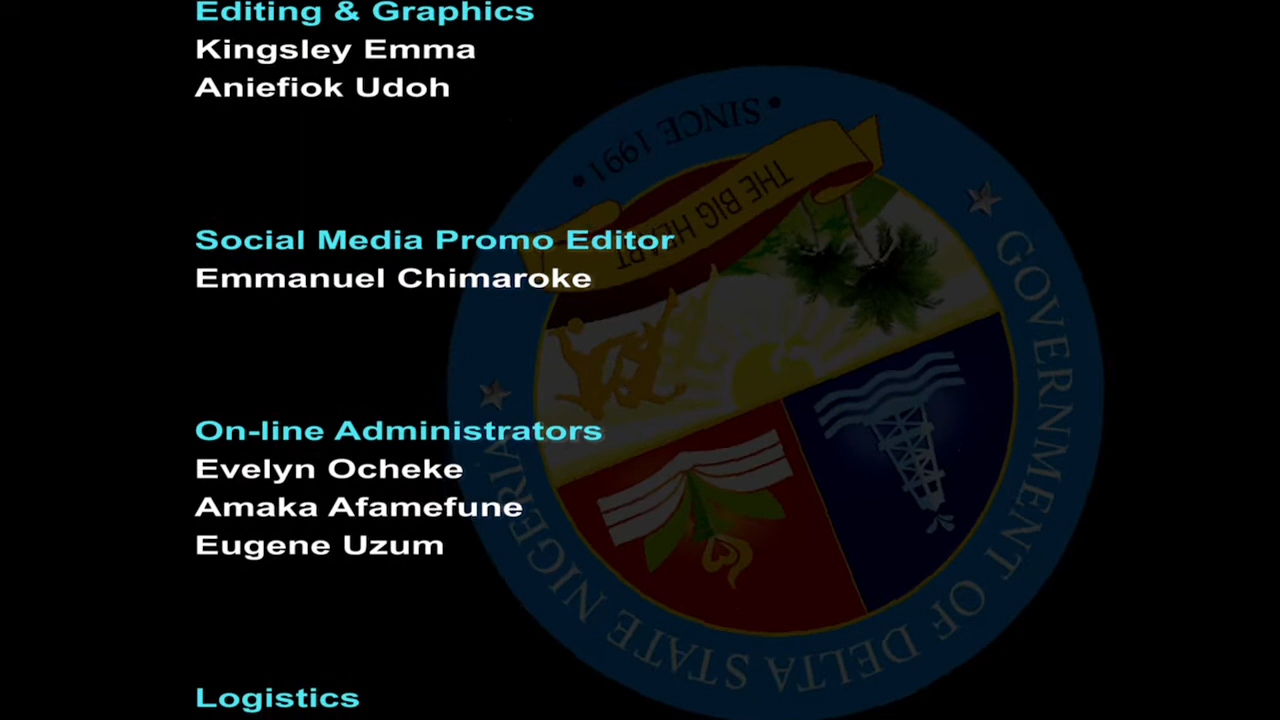 Editing & Graphics
Kingsley Emma
Aniefiok Udoh
Social Media Promo Editor
Emmanuel Chimaroke
On-line Administrators
Evelyn Ocheke
Amaka Afamefune
Eugene Uzum
Logistics
• SINCE 1991 •
THE BIG HEART
GOVERNMENT OF DELTA STATE NIGERIA